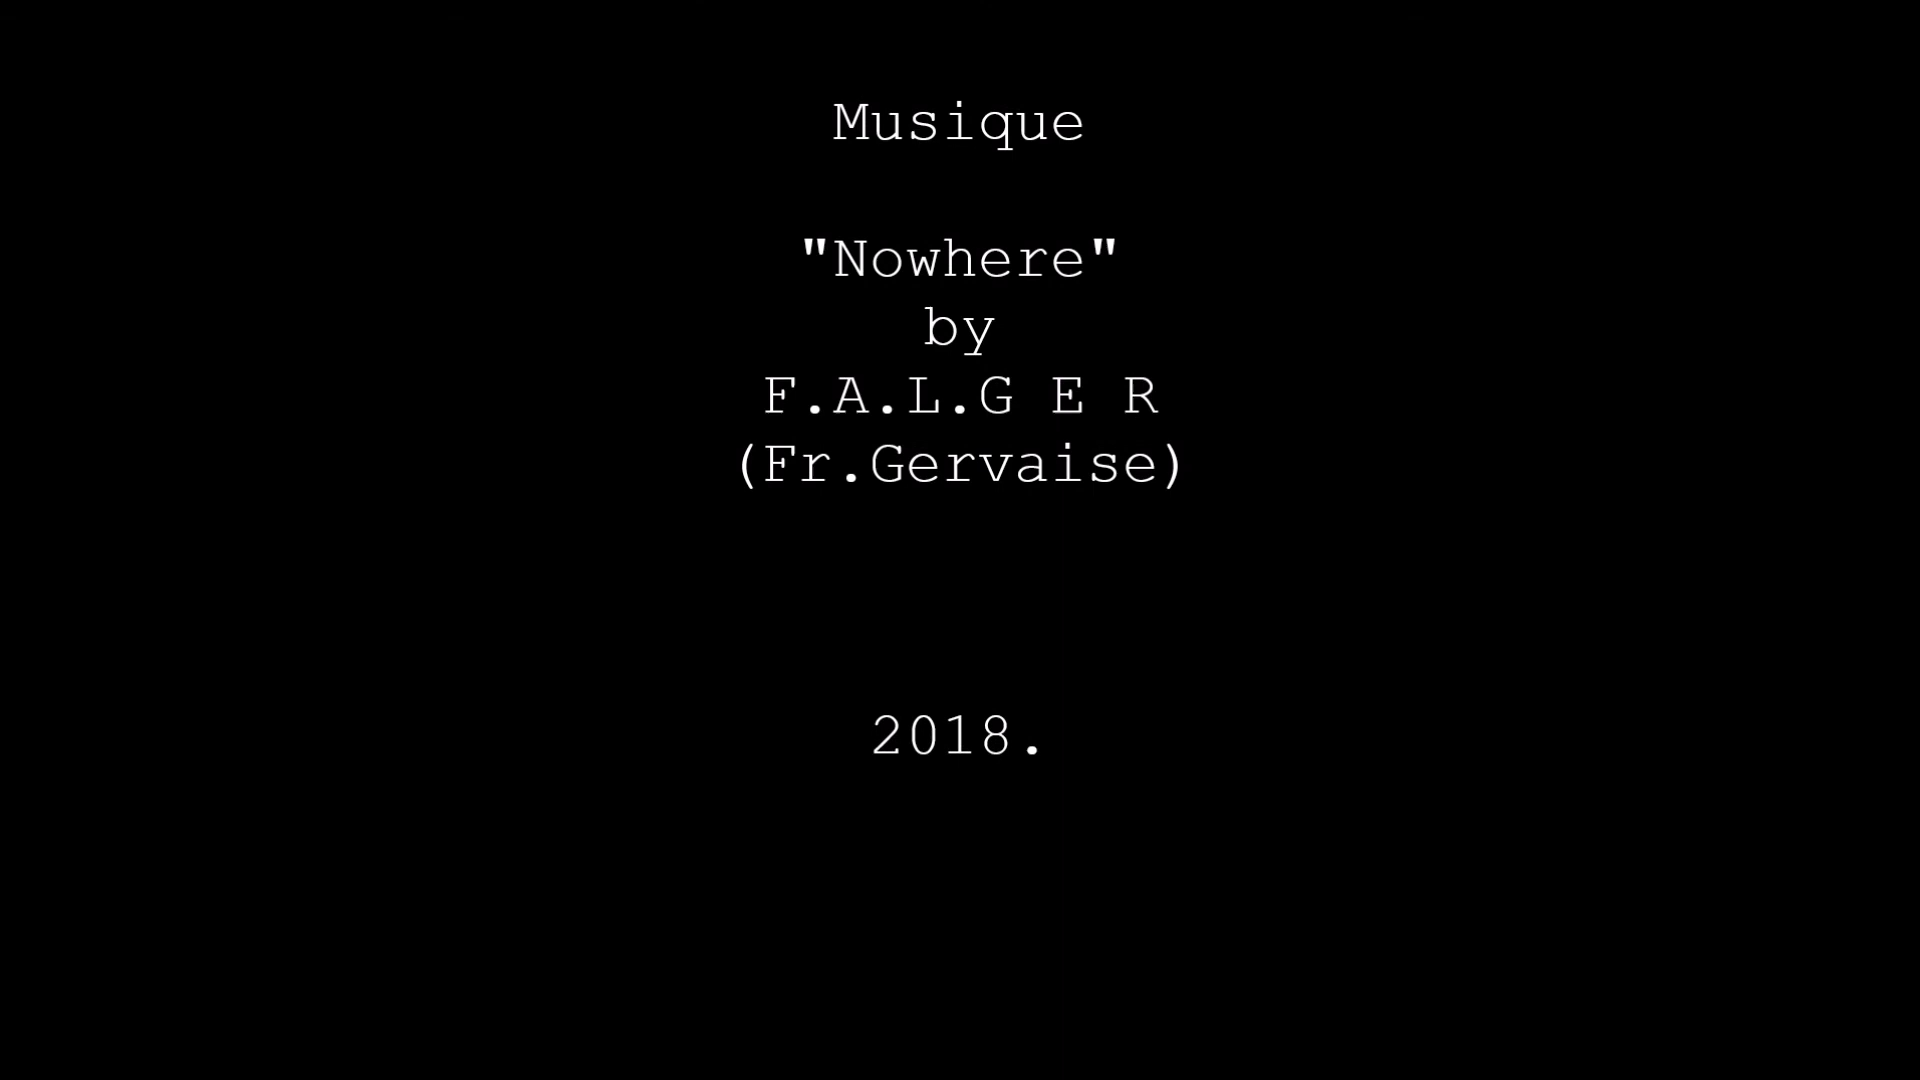 Musique
"Nowhere"
by
F.A.L.G E R
(Fr.Gervaise)
2018.